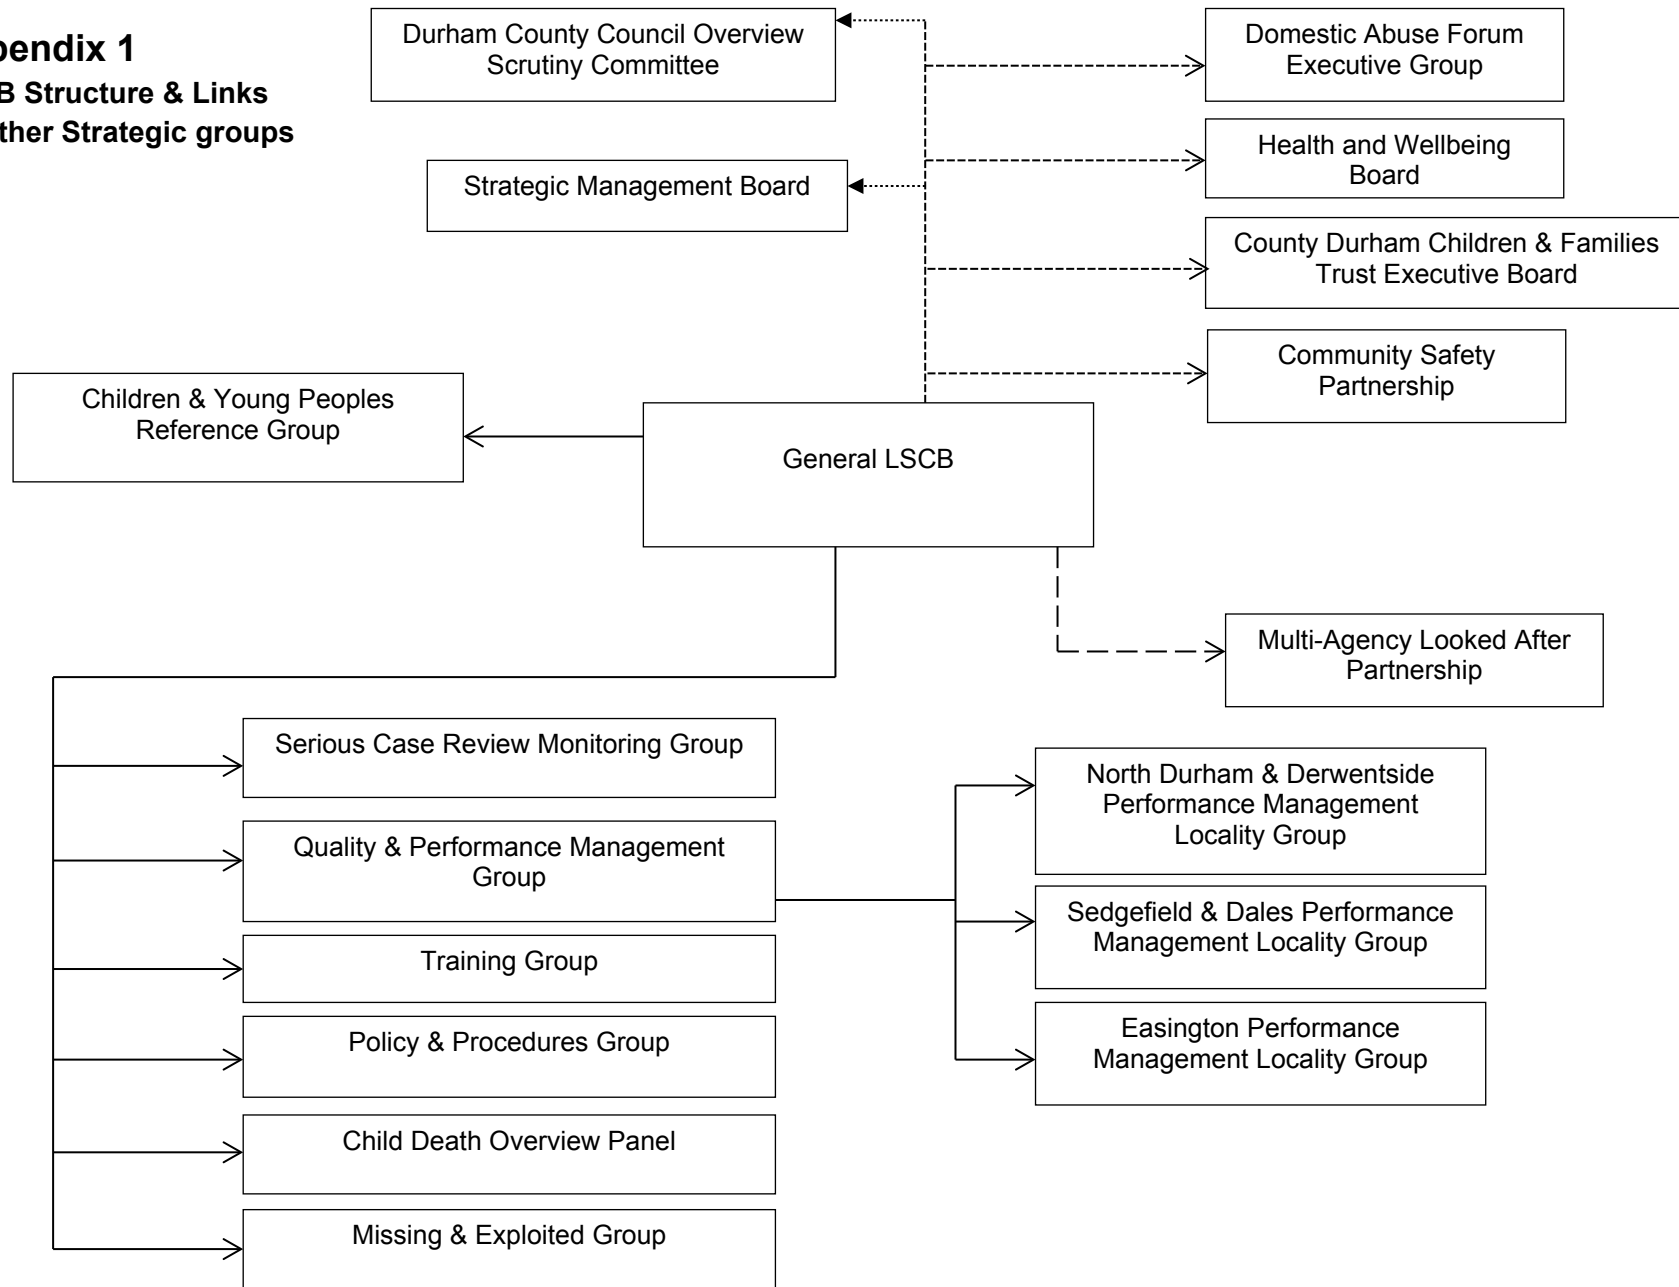 pendix 1
B Structure & Links
ther Strategic groups
Durham County Council Overview
Scrutiny Committee
Domestic Abuse Forum
Executive Group
Health and Wellbeing
Board
Strategic Management Board
County Durham Children & Families
Trust Executive Board
Community Safety
Partnership
Children & Young Peoples
Reference Group
General LSCB
Multi-Agency Looked After
Partnership
Serious Case Review Monitoring Group
Quality & Performance Management
Group
Training Group
Policy & Procedures Group
Child Death Overview Panel
Missing & Exploited Group
North Durham & Derwentside
Performance Management
Locality Group
Sedgefield & Dales Performance
Management Locality Group
Easington Performance
Management Locality Group